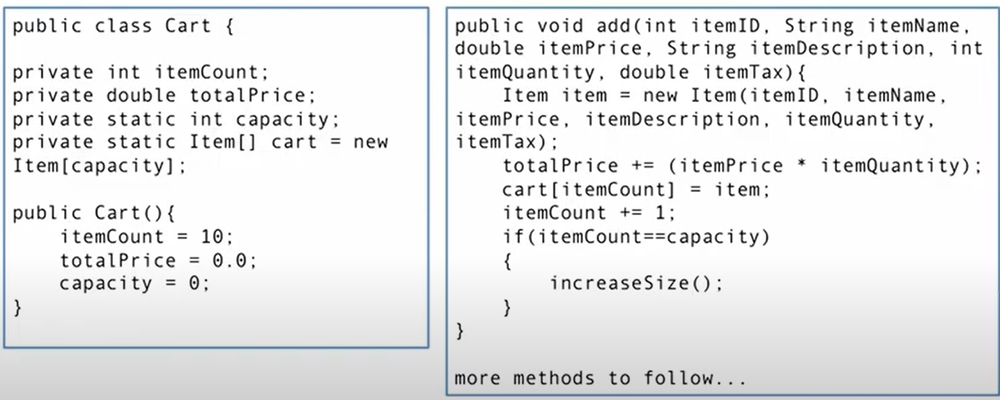 public class Cart {
private int itemCount;
private double totalPrice;
private static int capacity;
private static Item[] cart = new
Item[capacity];
public Cart(){
itemCount = 10;
totalPrice = 0.0;
capacity = 0;
}
public void add(int itemID, String itemName,
double itemPrice, String itemDescription, int
itemQuantity, double itemTax){
Item item = new Item(itemID, itemName,
itemPrice, itemDescription, itemQuantity,
itemTax);
totalPrice += (itemPrice * itemQuantity);
cart[itemCount] = item;
itemCount += 1;
if(itemCount==capacity)
{
increaseSize();
}
}
more methods to follow...